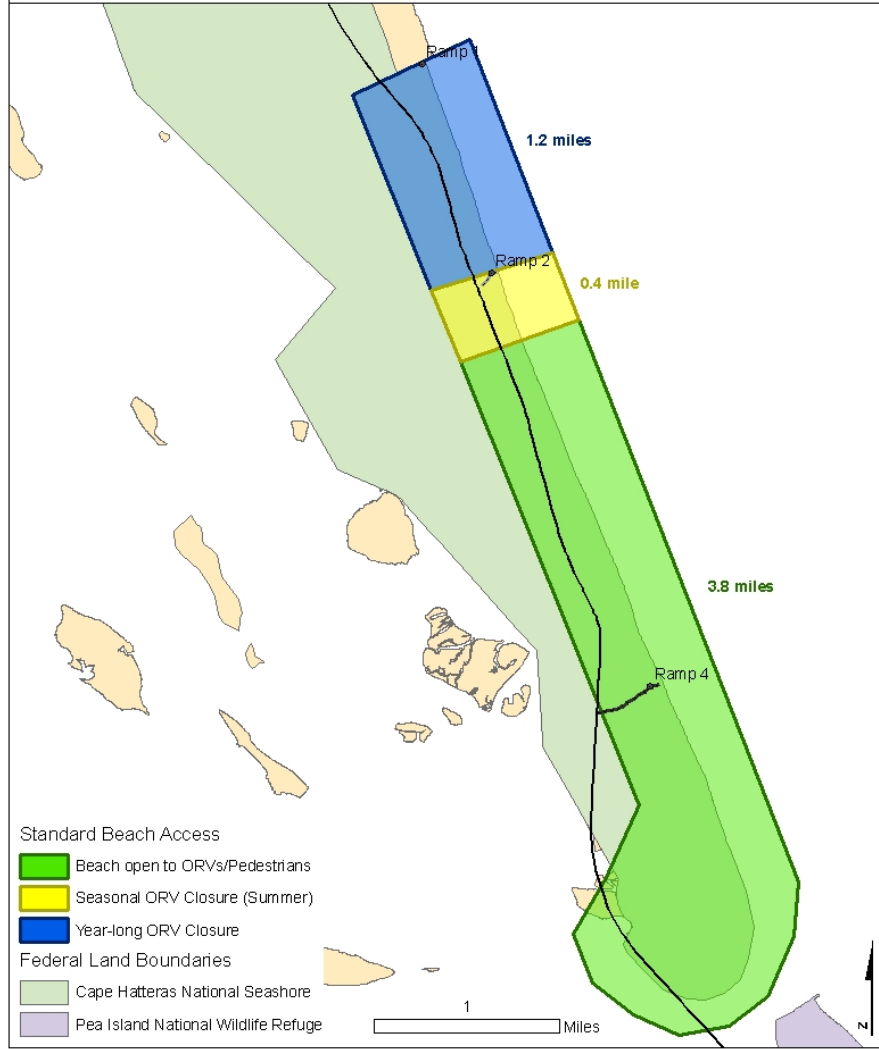 Ramp 1
1.2 miles
Ramp 2
0.4 mile
3.8 miles
Ramp 4
Standard Beach Access
Beach open to ORVs/Pedestrians
Seasonal ORV Closure (Summer)
Year-long ORV Closure
Federal Land Boundaries
Cape Hatteras National Seashore
Pea Island National Wildlife Refuge
1
Miles
N